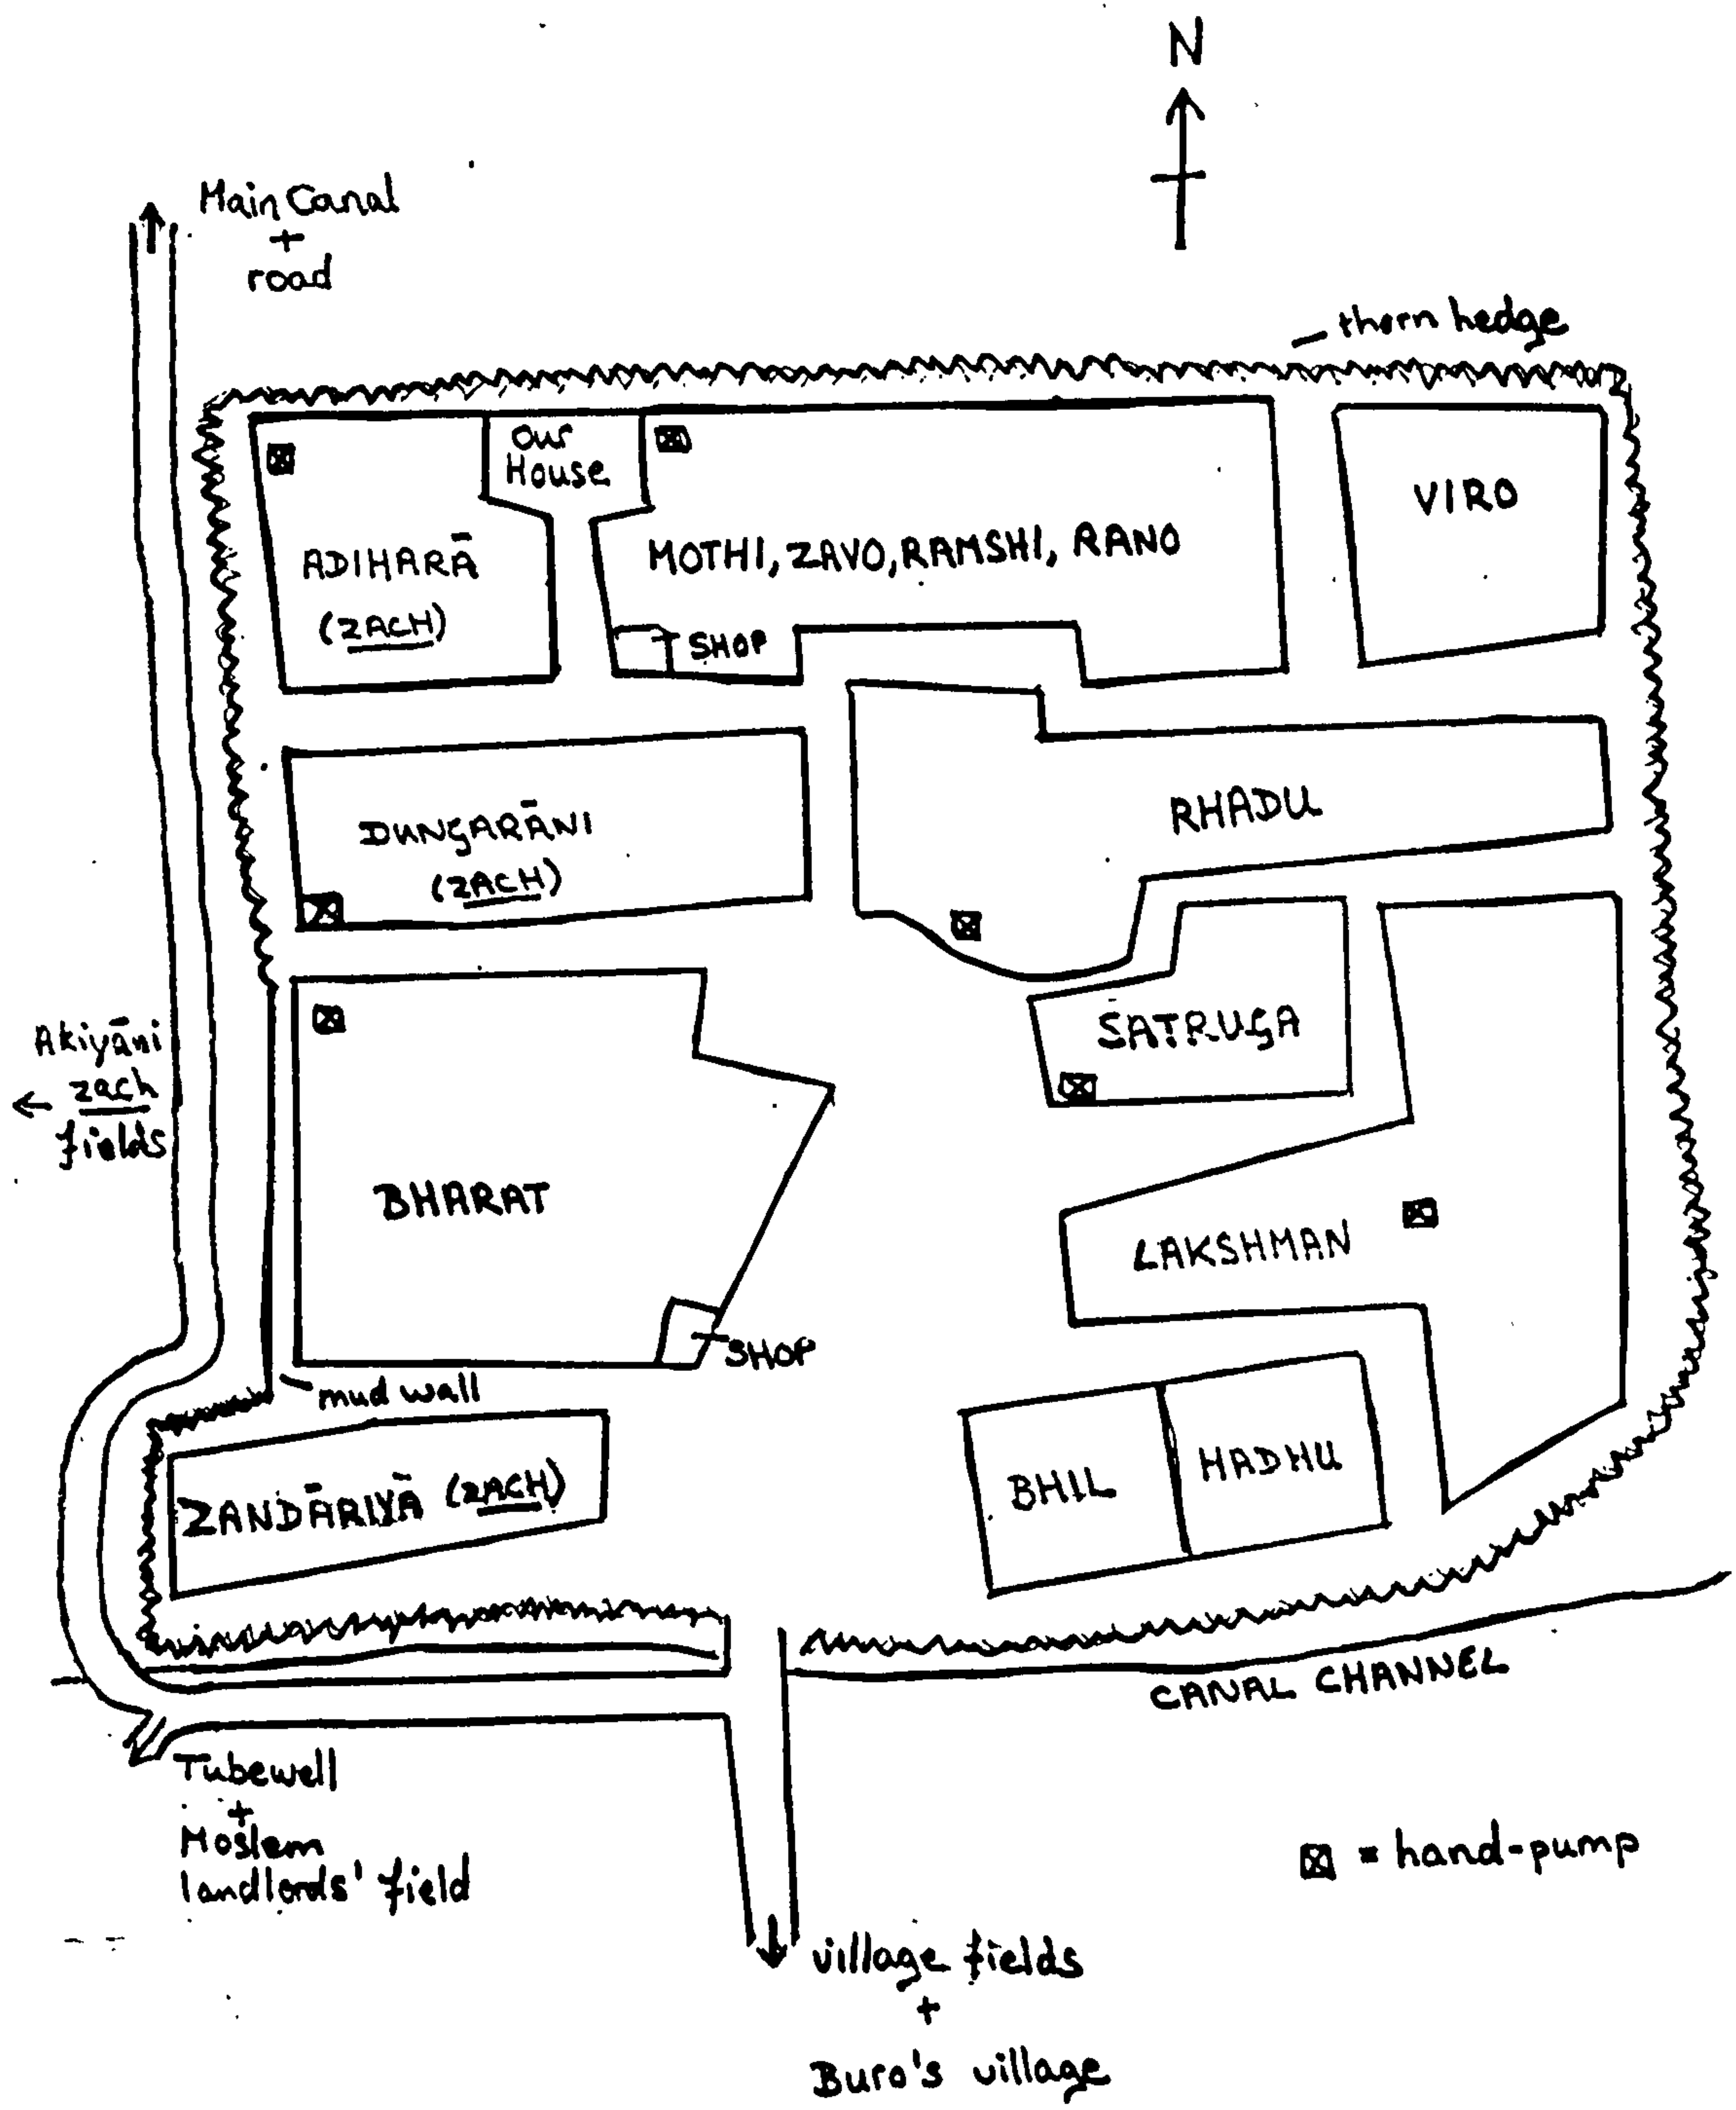 N
Main Canal
+
road
thorn hedge
Our
House
VIRO
ADIHARĀ
(ZACH)
MOTHI, ZAVO, RAMSHI, RANO
SHOP
DUNGARĀNI
(ZACH)
RHADU
Akiyāni
zach
fields
SATRUGA
BHARAT
LAKSHMAN
SHOP
mud wall
ZANDĀRIYĀ (ZACH)
BHIL
MADHU
CANAL CHANNEL
Tubewell
+
Moslem
landlords' field
= hand-pump
village fields
+
Buro's village